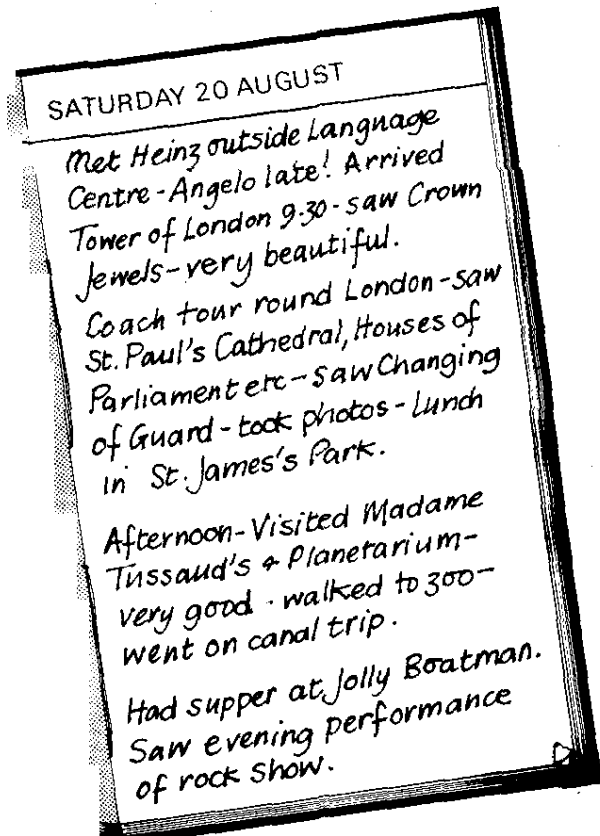 SATURDAY 20 AUGUST
Met Heinz outside Language
Centre - Angelo late! Arrived
Tower of London 9.30 - saw Crown
Jewels - very beautiful.
Coach tour round London - saw
St. Paul's Cathedral, Houses of
Parliament etc - saw Changing
of Guard - took photos - lunch
in St. James's Park.
Afternoon - Visited Madame
Tussaud's & Planetarium -
very good. walked to zoo -
went on canal trip.
Had supper at Jolly Boatman.
Saw evening performance
of rock show.